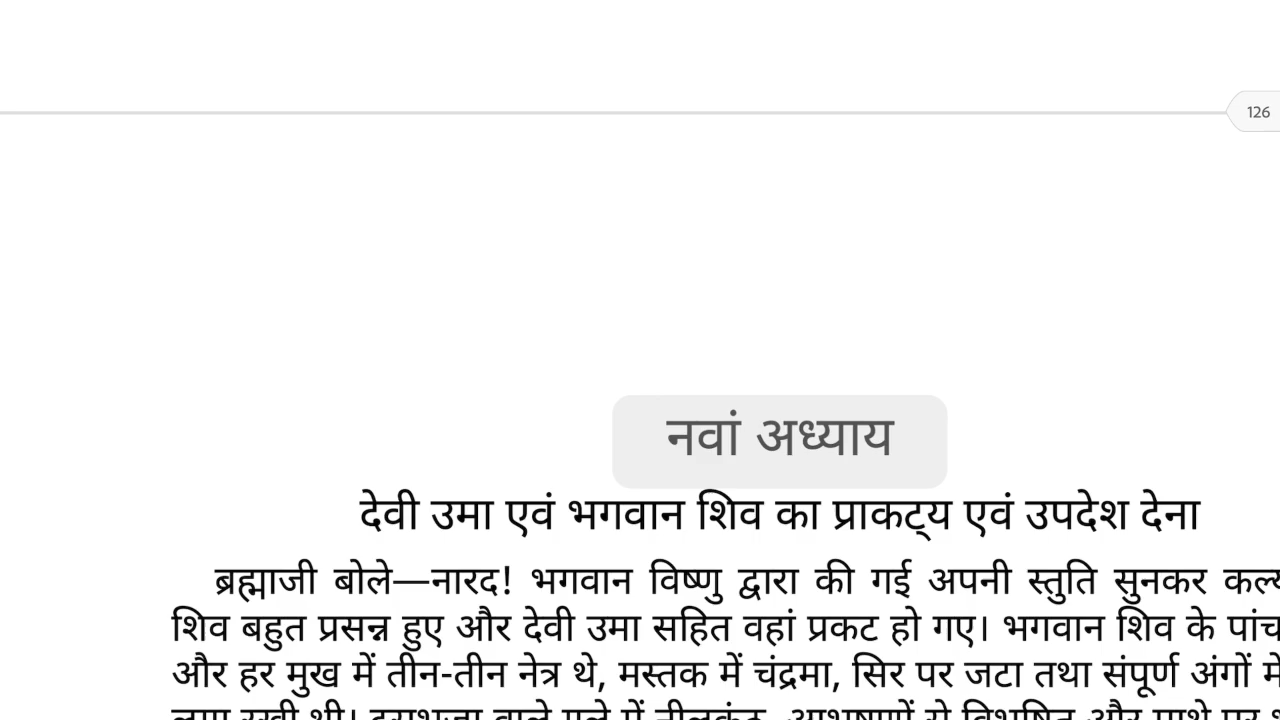 126
नवां अध्याय
देवी उमा एवं भगवान शिव का प्राकट्य एवं उपदेश देना
ब्रह्माजी बोले—नारद! भगवान विष्णु द्वारा की गई अपनी स्तुति सुनकर
शिव बहुत प्रसन्न हुए और देवी उमा सहित वहां प्रकट हो गए। भगवान शिव के पांच
और हर मुख में तीन-तीन नेत्र थे, मस्तक में चंद्रमा, सिर पर जटा तथा संपूर्ण अंगों